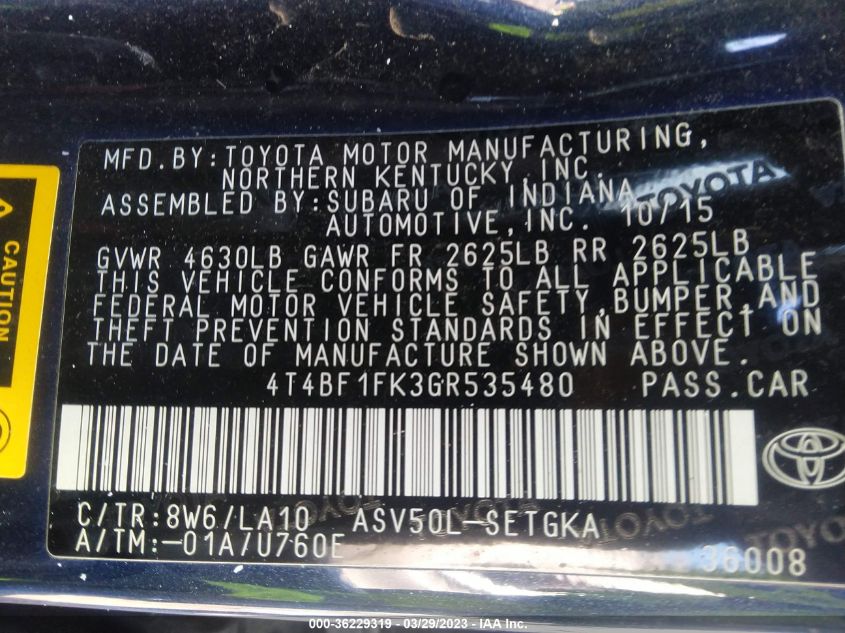 MFD.BY:TOYOTA MOTOR MANUFACTURING,
NORTHERN KENTUCKY,INC.
ASSEMBLED BY:SUBARU OF INDIANA
AUTOMOTIVE,INC. 10/15
TOYOTA
GVWR 4630LB GAWR FR 2625LB RR 2625LB
THIS VEHICLE CONFORMS TO ALL APPLICABLE
FEDERAL MOTOR VEHICLE SAFETY,BUMPER,AND
THEFT PREVENTION STANDARDS IN EFFECT ON
THE DATE OF MANUFACTURE SHOWN ABOVE.
4T4BF1FK3GR535480 PASS.CAR
C/TR:8W6/LA10 ASV50L-SETGKA
A/TM:-01A/U760E 36008
TOYOTA
CAUTION
000-36229319 - 03/29/2023 - IAA Inc.